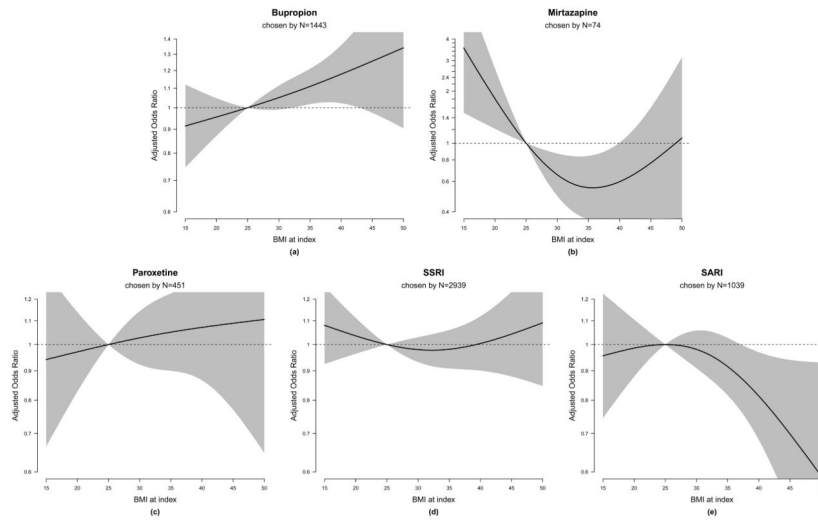 Bupropion
chosen by N=1443
Adjusted Odds Ratio
1.4
1.3
1.2
1.1
1
0.9
0.8
0.7
0.6
15 20 25 30 35 40 45 50
BMI at index
(a)
Mirtazapine
chosen by N=74
Adjusted Odds Ratio
4
3
2.4
1.8
1.4
1
0.8
0.6
0.4
15 20 25 30 35 40 45 50
BMI at index
(b)
Paroxetine
chosen by N=451
Adjusted Odds Ratio
1.2
1.1
1
0.9
0.8
0.7
0.6
15 20 25 30 35 40 45 50
BMI at index
(c)
SSRI
chosen by N=2939
Adjusted Odds Ratio
1.2
1.1
1
0.9
0.8
0.7
0.6
15 20 25 30 35 40 45 50
BMI at index
(d)
SARI
chosen by N=1039
Adjusted Odds Ratio
1.2
1.1
1
0.9
0.8
0.7
0.6
15 20 25 30 35 40 45
BMI at index
(e)